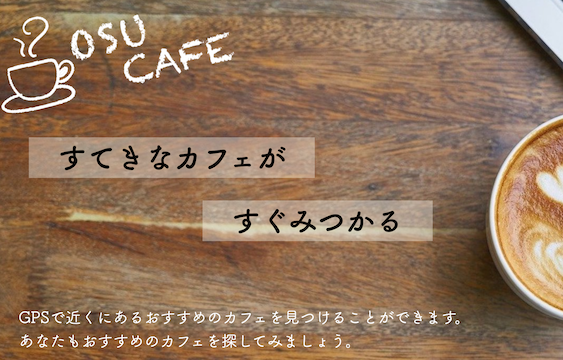 OSU
CAFE
すてきなカフェが
すぐみつかる
GPSで近くにあるおすすめのカフェを見つけることができます。
あなたもおすすめのカフェを探してみましょう。